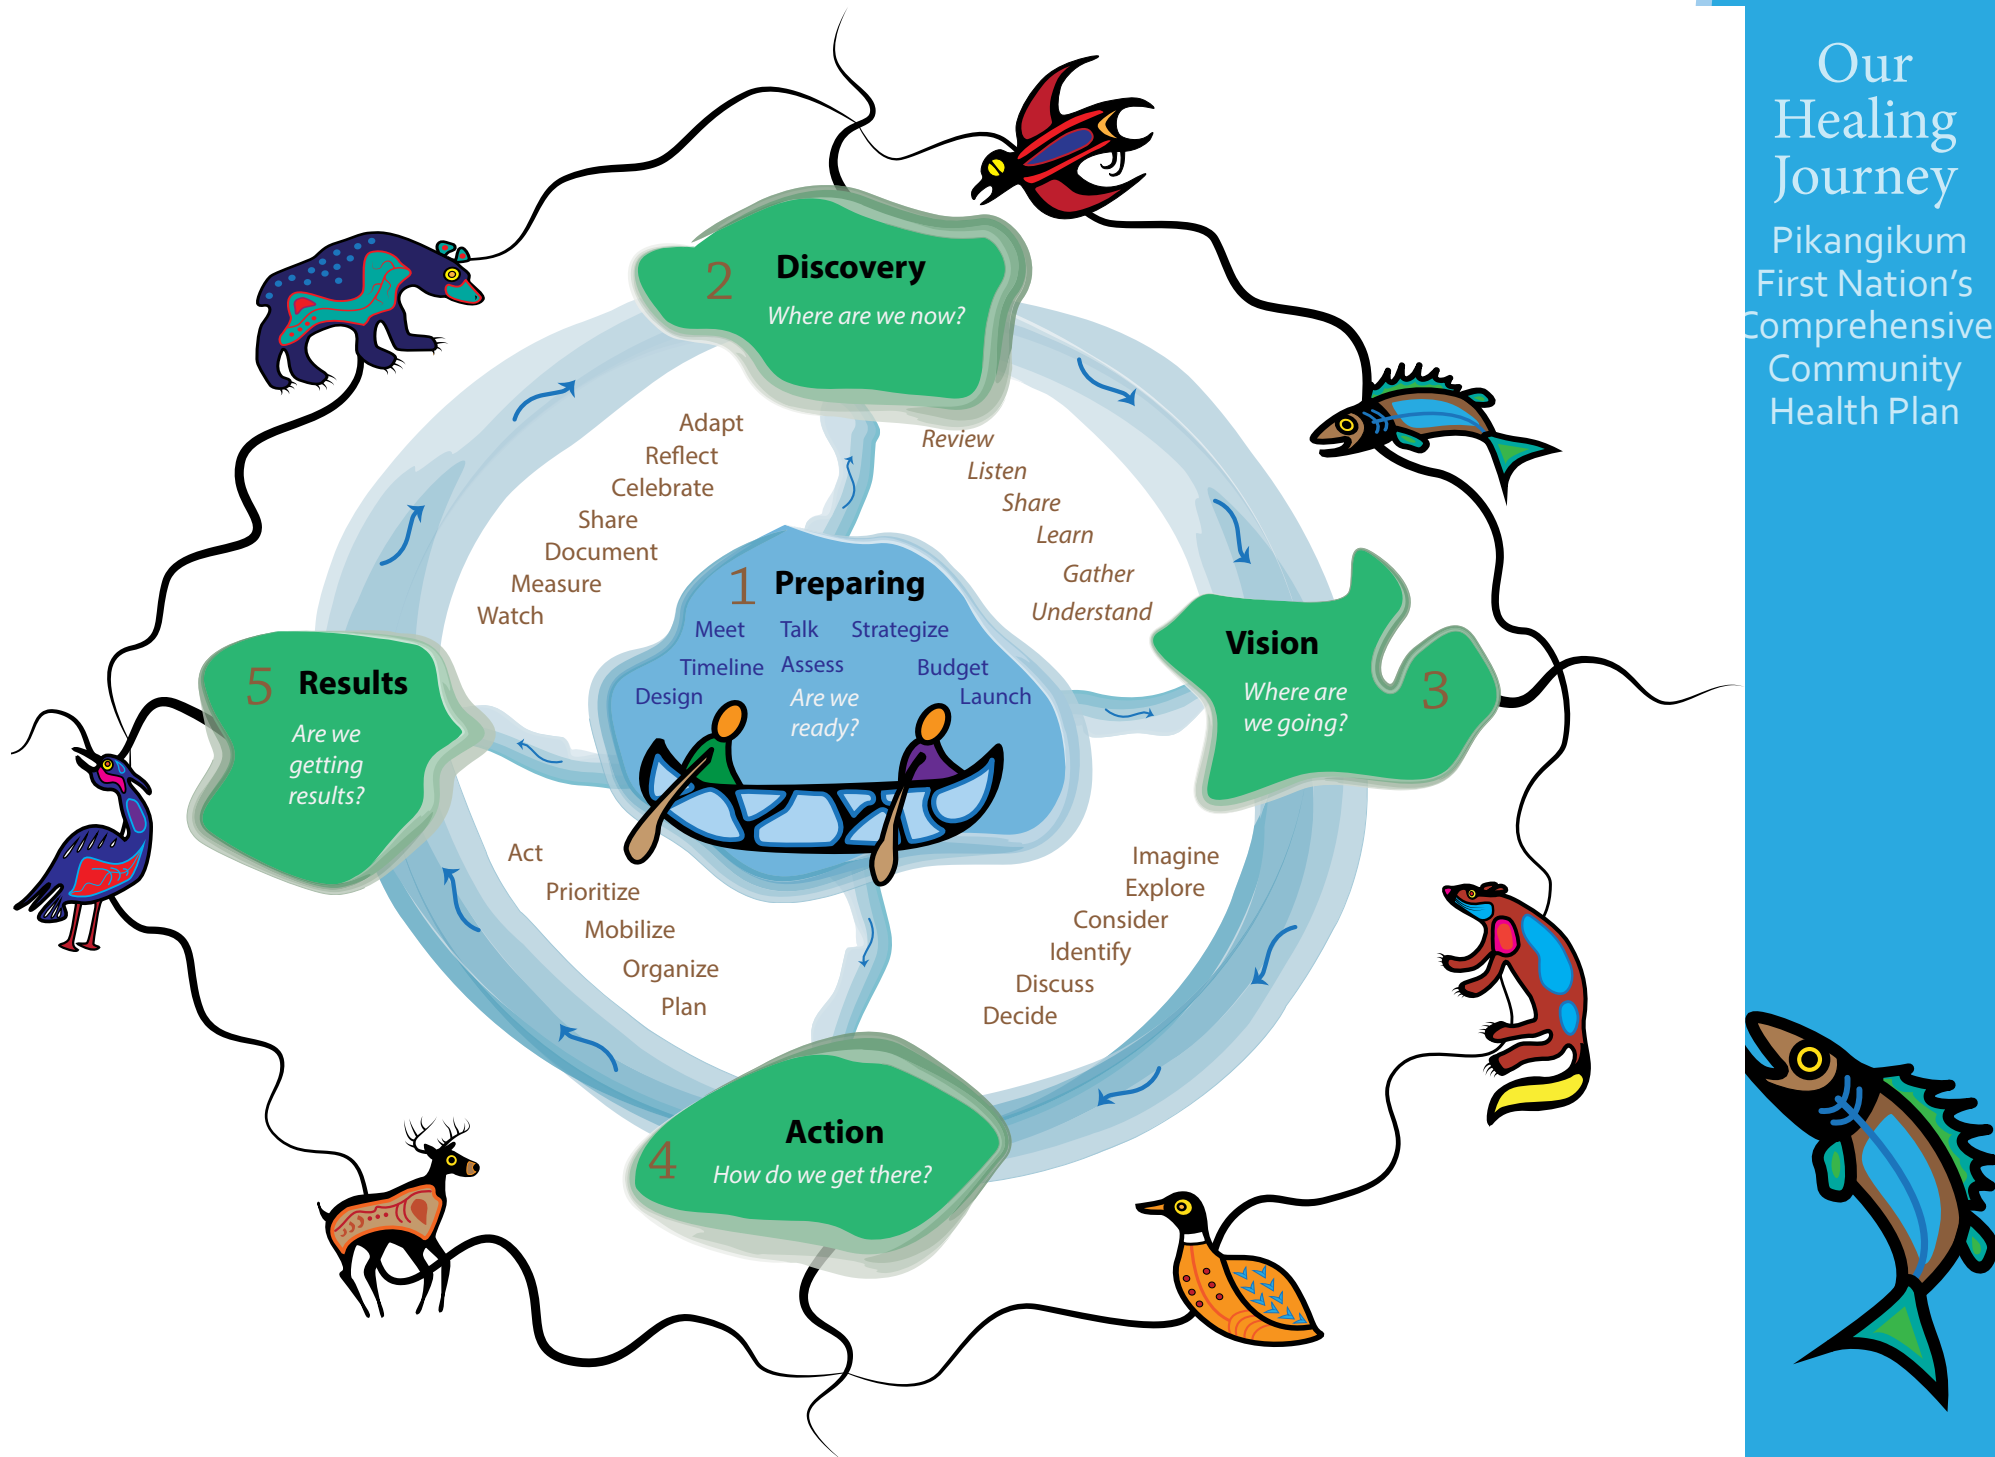 Our
Healing
Journey
Pikangikum
First Nation's
Comprehensive
Community
Health Plan
2
Discovery
Where are we now?
Adapt
Reflect
Celebrate
Share
Document
Measure
Watch
Review
Listen
Share
Learn
Gather
Understand
1
Preparing
Meet Talk Strategize
Timeline Assess Budget
Design Launch
Are we
ready?
Vision
3
Where are
we going?
5
Results
Are we
getting
results?
Act
Prioritize
Mobilize
Organize
Plan
Imagine
Explore
Consider
Identify
Discuss
Decide
Action
4
How do we get there?